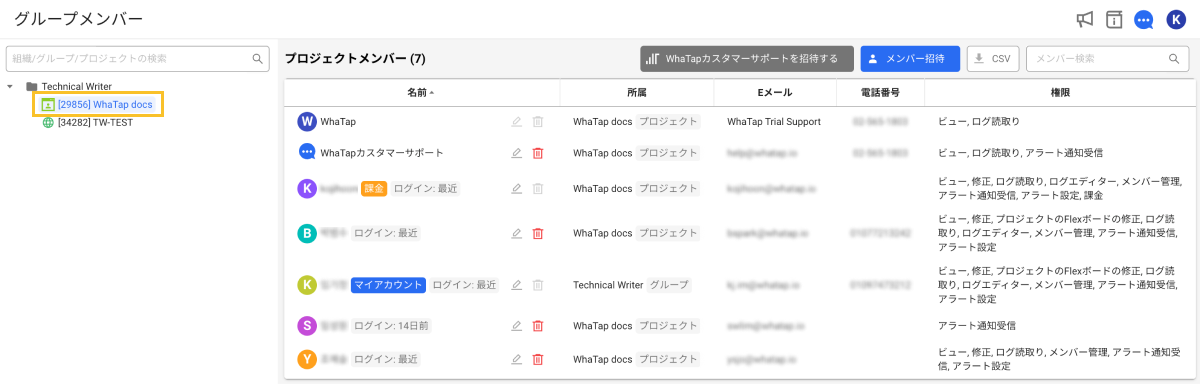 グループメンバー
K
組織/グループ/プロジェクトの検索
Technical Writer
[29856] WhaTap docs
[34282] TW-TEST
プロジェクトメンバー (7)
WhaTapカスタマーサポートを招待する
メンバー招待
CSV
メンバー検索
名前 所属 Eメール 電話番号 権限
W WhaTap WhaTap docs プロジェクト WhaTap Trial Support ビュー, ログ読取り
WhaTapカスタマーサポート WhaTap docs プロジェクト ビュー, ログ読取り, アラート通知受信
K 課金 ログイン: 最近 WhaTap docs プロジェクト ビュー, 修正, ログ読取り, ログエディター, メンバー管理,
アラート通知受信, アラート設定, 課金
B ログイン: 最近 WhaTap docs プロジェクト ビュー, 修正, プロジェクトのFlexボードの修正, ログ読
取り, ログエディター, メンバー管理, アラート通知受信,
アラート設定
K マイアカウント ログイン: 最近 Technical Writer グループ ビュー, 修正, プロジェクトのFlexボードの修正, ログ読
取り, ログエディター, メンバー管理, アラート通知受信,
アラート設定
S ログイン: 14日前 WhaTap docs プロジェクト アラート通知受信
Y ログイン: 最近 WhaTap docs プロジェクト ビュー, 修正, ログ読取り, メンバー管理, アラート通知受
信, アラート設定